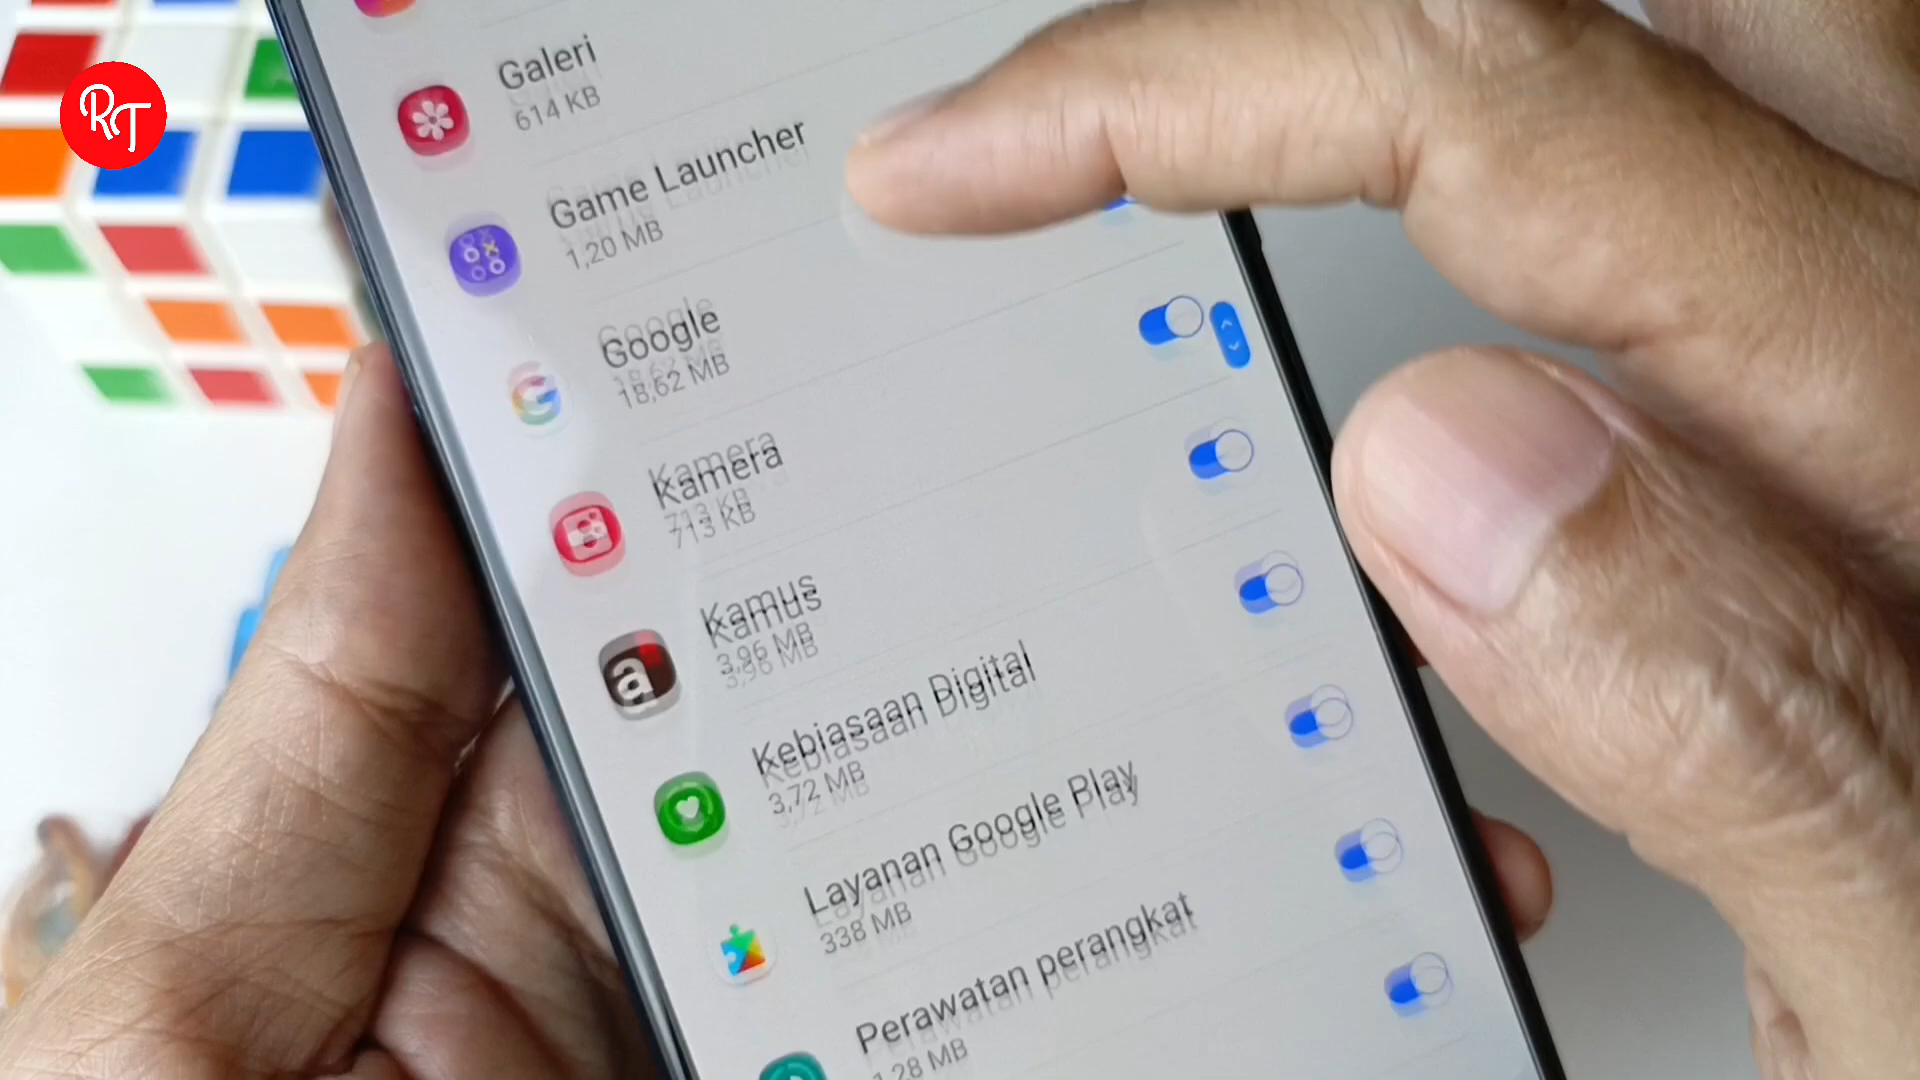 RT
Galeri
614 KB
Game Launcher
1,20 MB
Google
18,62 MB
Kamera
713 KB
Kamus
3,96 MB
a
Kebiasaan Digital
3,72 MB
Layanan Google Play
338 MB
Perawatan perangkat
1,28 MB